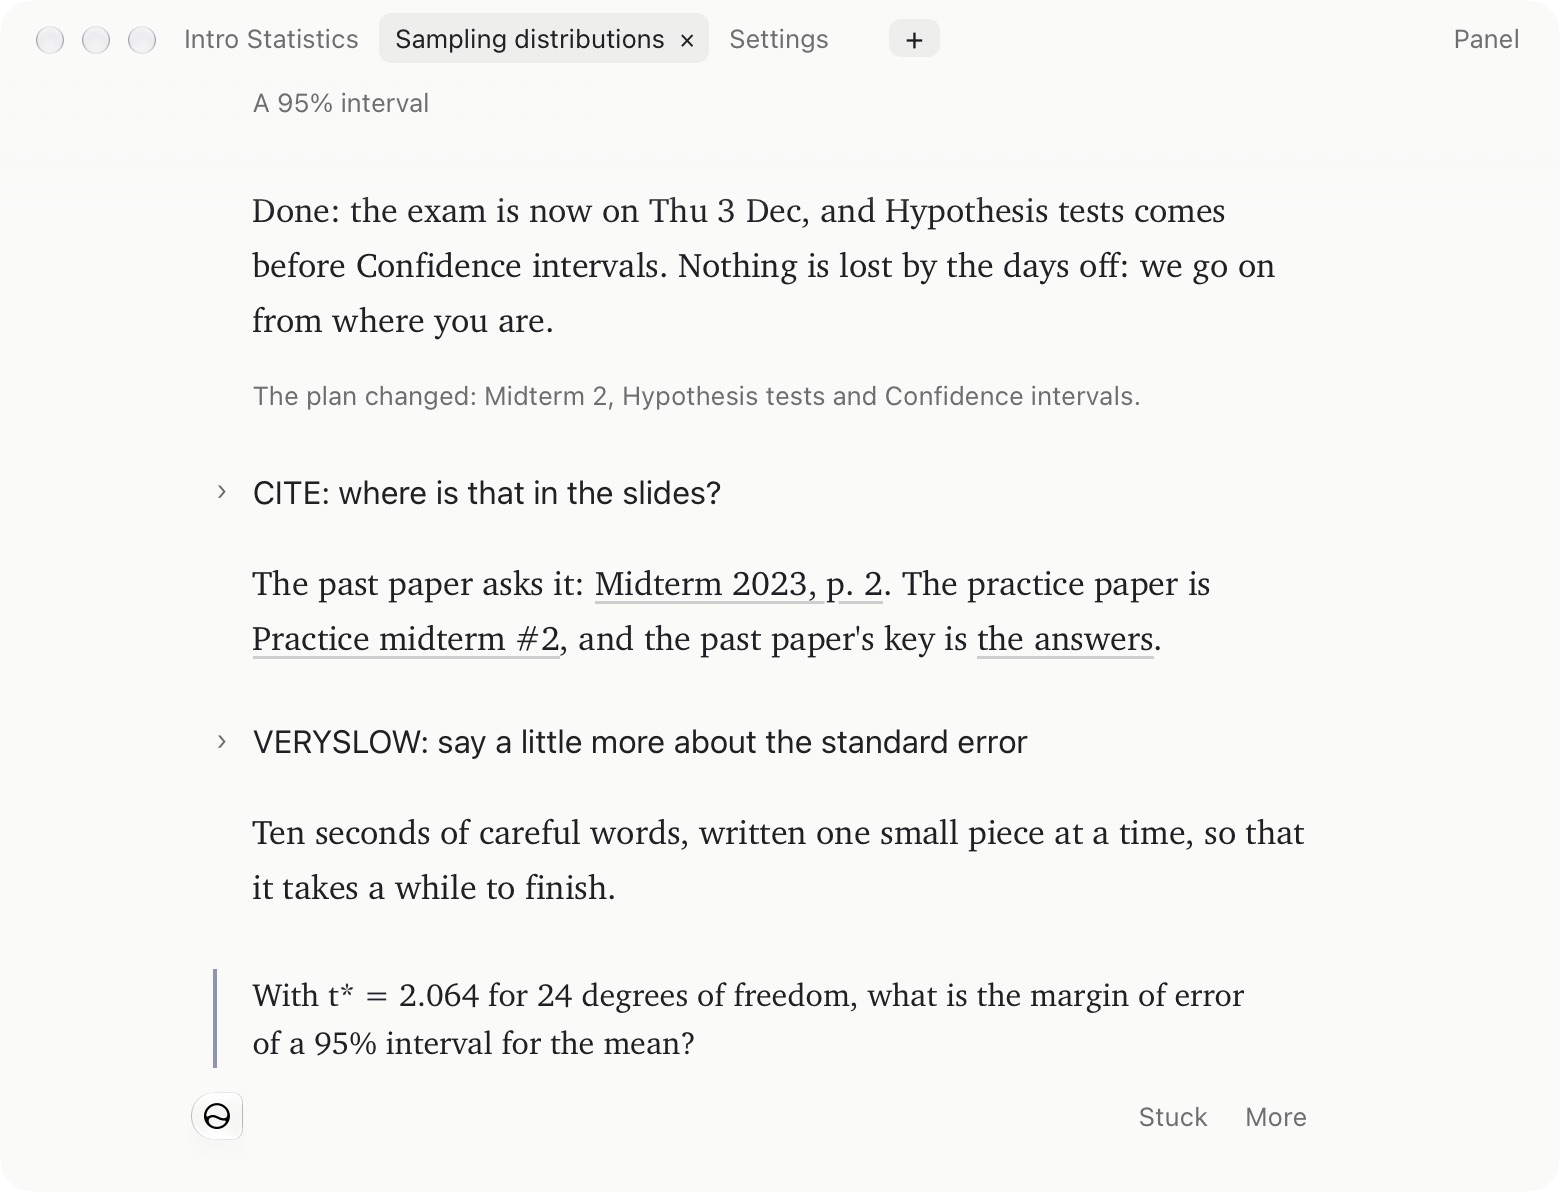 Intro Statistics Sampling distributions × Settings + Panel
A 95% interval
Done: the exam is now on Thu 3 Dec, and Hypothesis tests comes
before Confidence intervals. Nothing is lost by the days off: we go on
from where you are.
The plan changed: Midterm 2, Hypothesis tests and Confidence intervals.
› CITE: where is that in the slides?
The past paper asks it: Midterm 2023, p. 2. The practice paper is
Practice midterm #2, and the past paper's key is the answers.
› VERYSLOW: say a little more about the standard error
Ten seconds of careful words, written one small piece at a time, so that
it takes a while to finish.
With t* = 2.064 for 24 degrees of freedom, what is the margin of error
of a 95% interval for the mean?
Stuck More